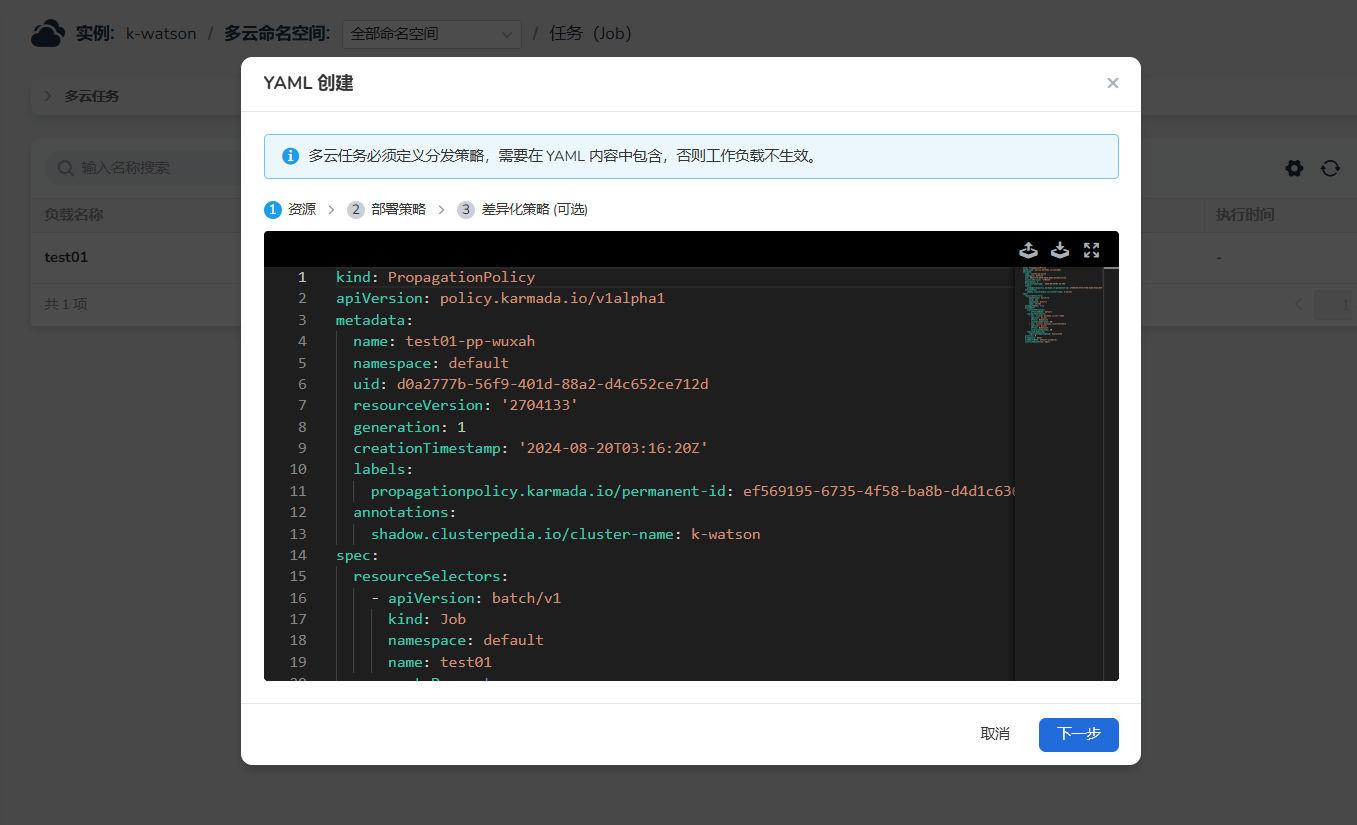 实例: k-watson / 多云命名空间: 全部命名空间 / 任务（Job）
多云任务
输入名称搜索
负载名称
执行时间
test01
-
共 1 项
1
YAML 创建
多云任务必须定义分发策略，需要在 YAML 内容中包含，否则工作负载不生效。
1 资源 > 2 部署策略 > 3 差异化策略 (可选)
1 kind: PropagationPolicy
2 apiVersion: policy.karmada.io/v1alpha1
3 metadata:
4 name: test01-pp-wuxah
5 namespace: default
6 uid: d0a2777b-56f9-401d-88a2-d4c652ce712d
7 resourceVersion: '2704133'
8 generation: 1
9 creationTimestamp: '2024-08-20T03:16:20Z'
10 labels:
11 propagationpolicy.karmada.io/permanent-id: ef569195-6735-4f58-ba8b-d4d1c63
12 annotations:
13 shadow.clusterpedia.io/cluster-name: k-watson
14 spec:
15 resourceSelectors:
16 - apiVersion: batch/v1
17 kind: Job
18 namespace: default
19 name: test01
20
取消
下一步